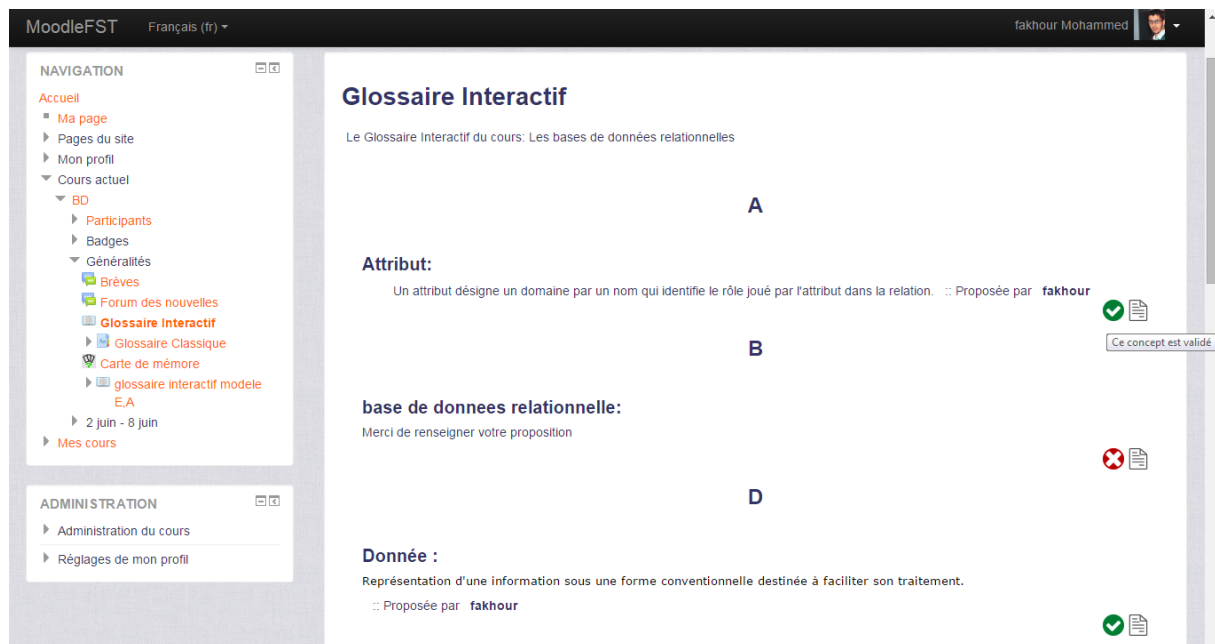 MoodleFST Français (fr) fakhour Mohammed
NAVIGATION
Accueil
Ma page
Pages du site
Mon profil
Cours actuel
BD
Participants
Badges
Généralités
Brèves
Forum des nouvelles
Glossaire Interactif
Glossaire Classique
Carte de mémore
glossaire interactif modele
E,A
2 juin - 8 juin
Mes cours
ADMINISTRATION
Administration du cours
Réglages de mon profil
Glossaire Interactif
Le Glossaire Interactif du cours: Les bases de données relationnelles
A
Attribut:
Un attribut désigne un domaine par un nom qui identifie le rôle joué par l'attribut dans la relation. :: Proposée par fakhour
Ce concept est validé
B
base de donnees relationnelle:
Merci de renseigner votre proposition
D
Donnée :
Représentation d'une information sous une forme conventionnelle destinée à faciliter son traitement.
:: Proposée par fakhour